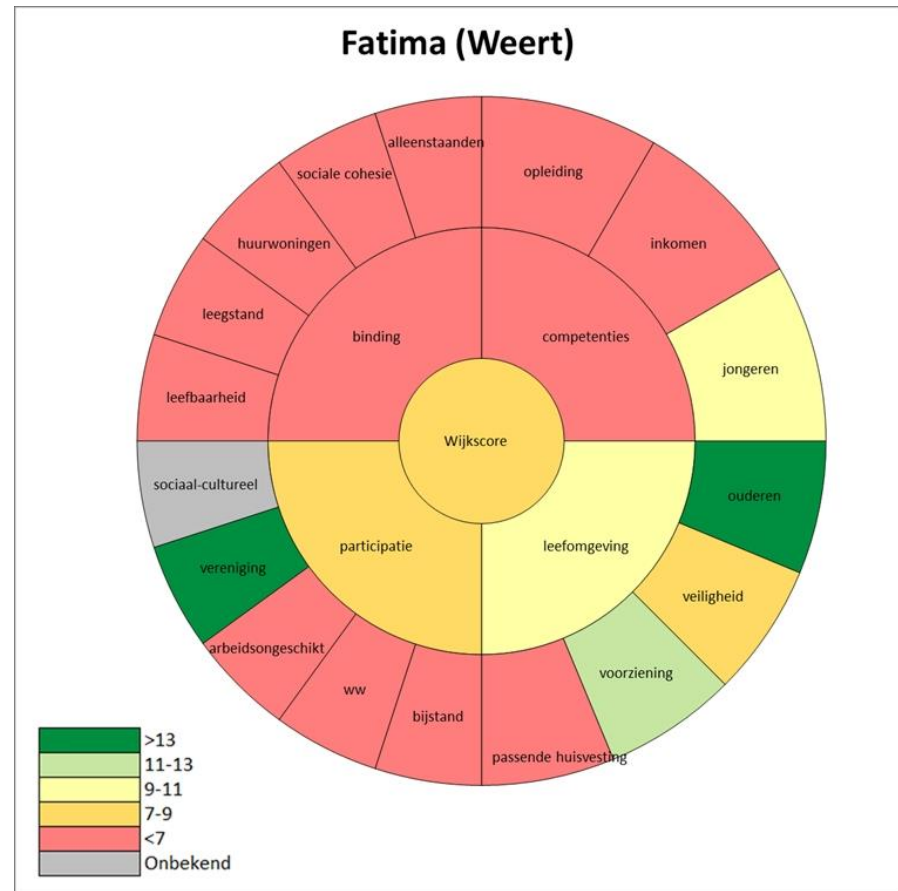 Fatima (Weert)
alleenstaanden
opleiding
sociale cohesie
inkomen
huurwoningen
leegstand
binding
competenties
jongeren
leefbaarheid
Wijkscore
sociaal-cultureel
ouderen
participatie
leefomgeving
vereniging
veiligheid
arbeidsongeschikt
voorziening
ww
bijstand
passende huisvesting
>13
11-13
9-11
7-9
<7
Onbekend